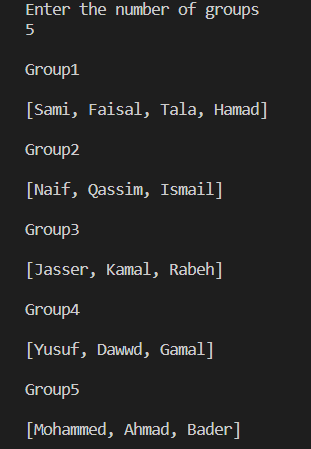 Enter the number of groups
5
Group1
[Sami, Faisal, Tala, Hamad]
Group2
[Naif, Qassim, Ismail]
Group3
[Jasser, Kamal, Rabeh]
Group4
[Yusuf, Dawwd, Gamal]
Group5
[Mohammed, Ahmad, Bader]